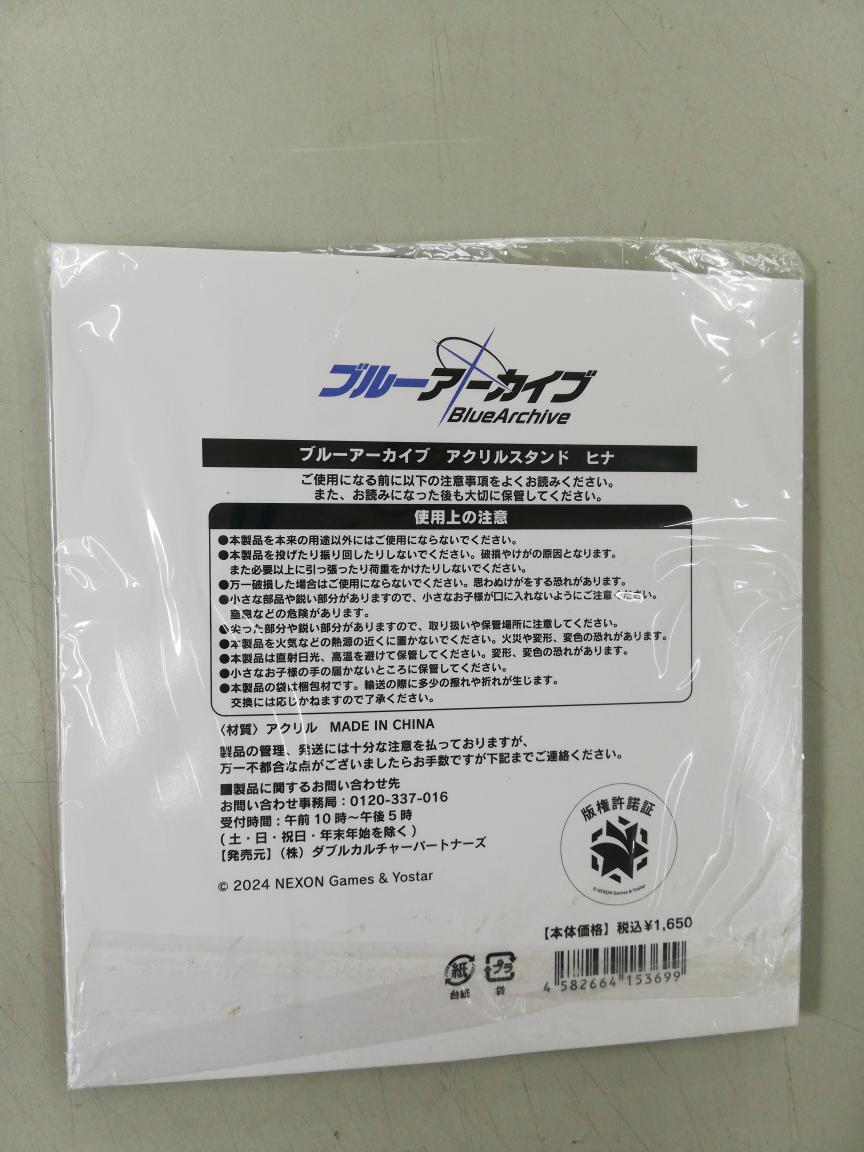 ブルーアーカイブ
BlueArchive
ブルーアーカイブ アクリルスタンド ヒナ
ご使用になる前に以下の注意事項をよくお読みください。
また、お読みになった後も大切に保管してください。
使用上の注意
●本製品を本来の用途以外にはご使用にならないでください。
●本製品を投げたり振り回したりしないでください。破損やけがの原因となります。
また必要以上に引っ張ったり荷重をかけたりしないでください。
●万一破損した場合はご使用にならないでください。思わぬけがをする恐れがあります。
●小さな部品や鋭い部分がありますので、小さなお子様が口に入れないようにご注意ください。
窒息などの危険があります。
●尖った部分や鋭い部分がありますので、取り扱いや保管場所に注意してください。
●本製品を火気などの熱源の近くに置かないでください。火災や変形、変色の恐れがあります。
●本製品は直射日光、高温を避けて保管してください。変形、変色の恐れがあります。
●小さなお子様の手の届かないところに保管してください。
●本製品の袋は梱包材です。輸送の際に多少の擦れや折れが生じます。
交換には応じかねますので了承ください。
〈材質〉アクリル MADE IN CHINA
製品の管理、発送には十分な注意を払っておりますが、
万一不都合な点がございましたらお手数ですが下記までご連絡ください。
■製品に関するお問い合わせ先
お問い合わせ事務局：0120-337-016
受付時間：午前10時～午後5時
(土・日・祝日・年末年始を除く)
【発売元】(株)ダブルカルチャーパートナーズ
© 2024 NEXON Games & Yostar
版権許諾証
© NEXON Games & Yostar
【本体価格】税込¥1,650
紙
台紙
プラ
袋
4 582664 153699